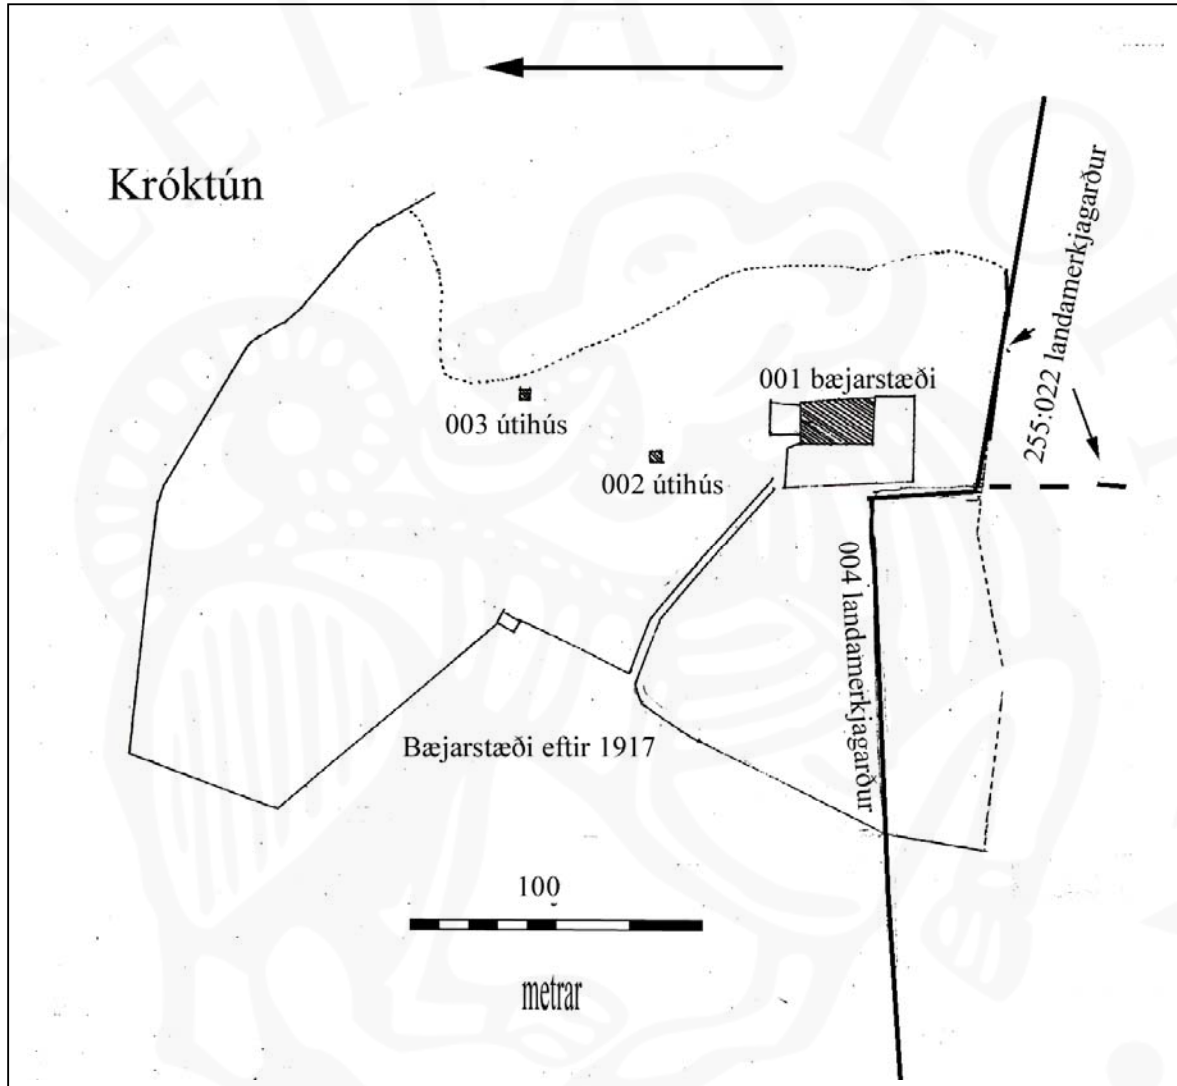 Króktún
255:022 landamerkjagarður
001 bæjarstæði
003 útihús
002 útihús
004 landamerkjagarður
Bæjarstæði eftir 1917
100
metrar